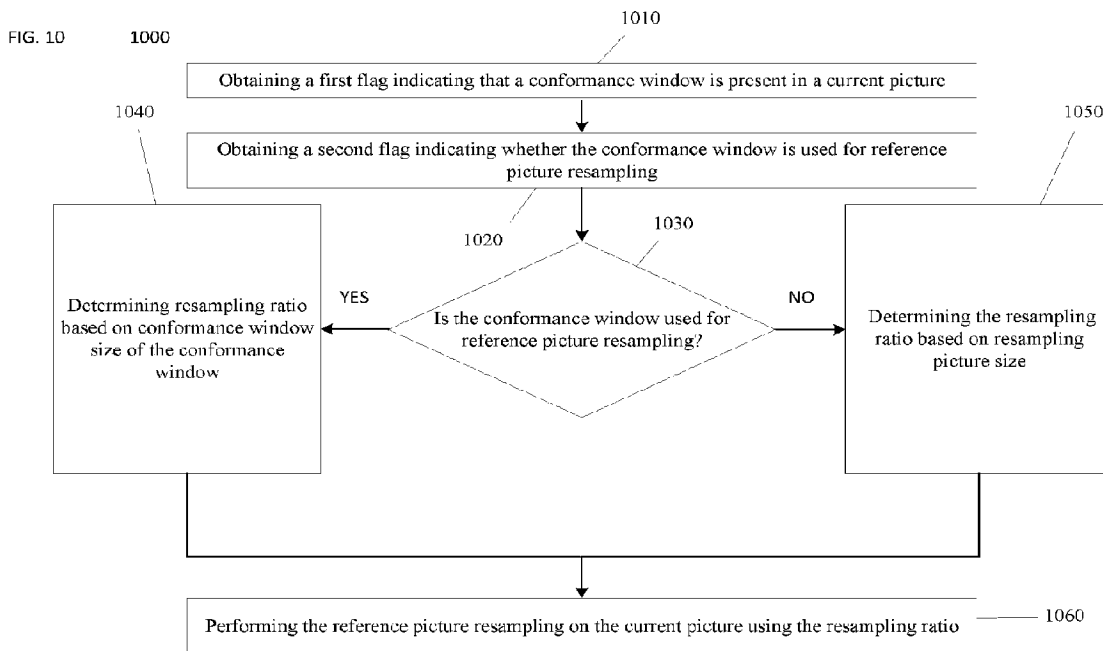 FIG. 10 1000
1010
Obtaining a first flag indicating that a conformance window is present in a current picture
1040
1050
Obtaining a second flag indicating whether the conformance window is used for reference
picture resampling
1020
1030
YES
NO
Determining resampling ratio
based on conformance window
size of the conformance
window
Is the conformance window used for
reference picture resampling?
Determining the resampling
ratio based on resampling
picture size
Performing the reference picture resampling on the current picture using the resampling ratio
1060